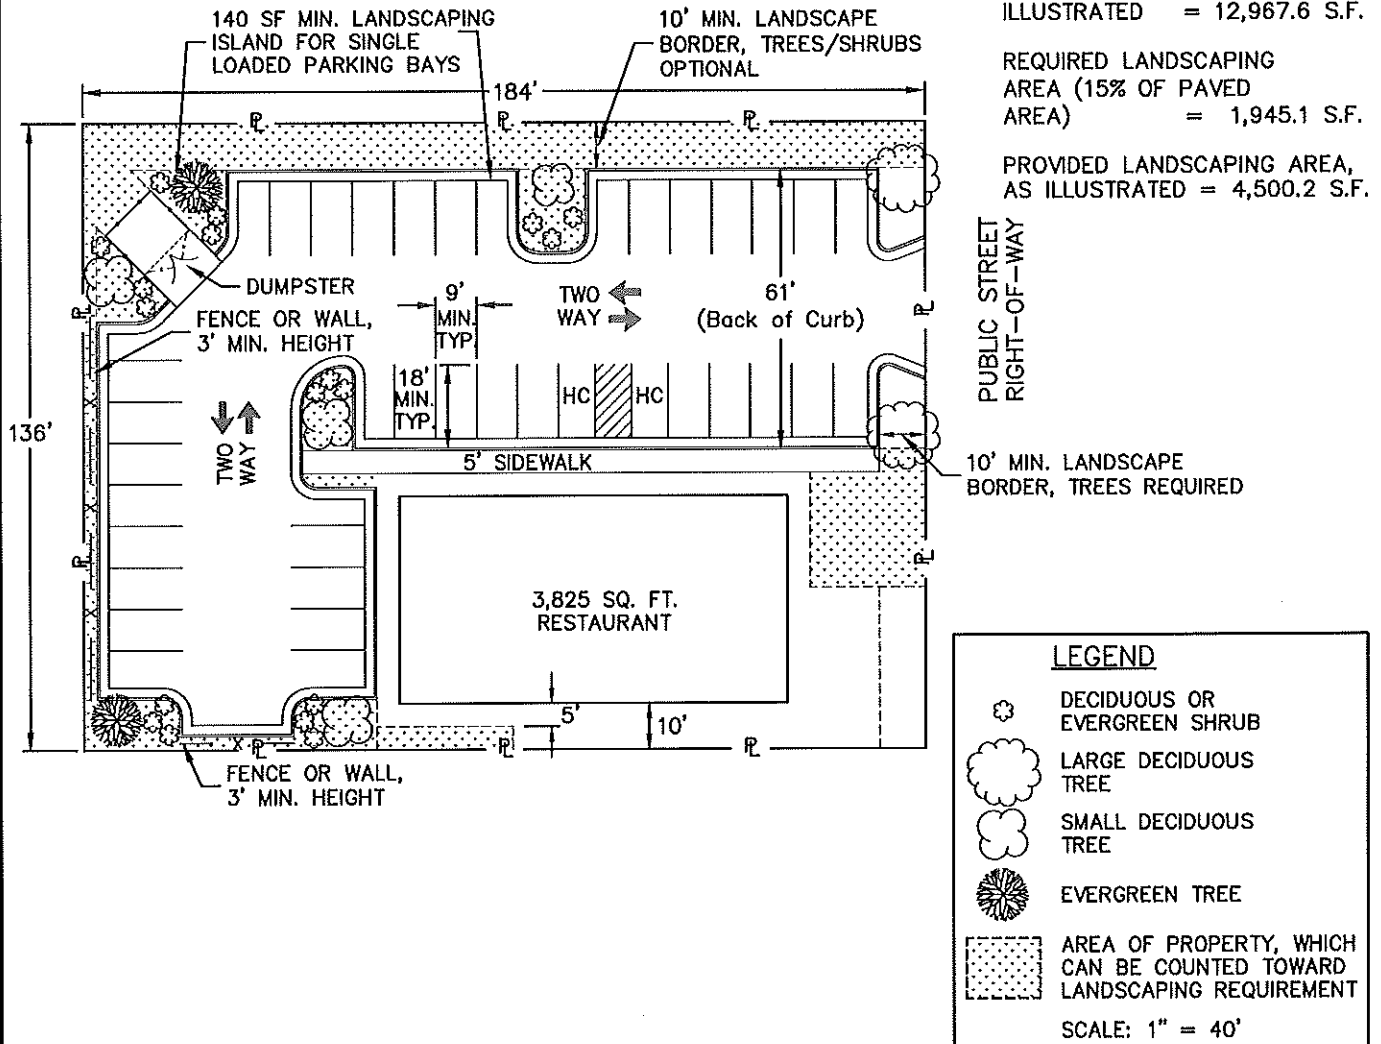 140 SF MIN. LANDSCAPING
ISLAND FOR SINGLE
LOADED PARKING BAYS
10' MIN. LANDSCAPE
BORDER, TREES/SHRUBS
OPTIONAL
ILLUSTRATED = 12,967.6 S.F.
REQUIRED LANDSCAPING
AREA (15% OF PAVED
AREA) = 1,945.1 S.F.
PROVIDED LANDSCAPING AREA,
AS ILLUSTRATED = 4,500.2 S.F.
184'
PL
PL
PL
PUBLIC STREET
RIGHT-OF-WAY
DUMPSTER
FENCE OR WALL,
3' MIN. HEIGHT
9'
MIN.
TYP.
TWO
WAY
61'
(Back of Curb)
PL
PL
18'
MIN.
TYP.
HC
HC
136'
TWO
WAY
5' SIDEWALK
10' MIN. LANDSCAPE
BORDER, TREES REQUIRED
PL
PL
3,825 SQ. FT.
RESTAURANT
5'
10'
PL
PL
PL
FENCE OR WALL,
3' MIN. HEIGHT
LEGEND
DECIDUOUS OR
EVERGREEN SHRUB
LARGE DECIDUOUS
TREE
SMALL DECIDUOUS
TREE
EVERGREEN TREE
AREA OF PROPERTY, WHICH
CAN BE COUNTED TOWARD
LANDSCAPING REQUIREMENT
SCALE: 1" = 40'